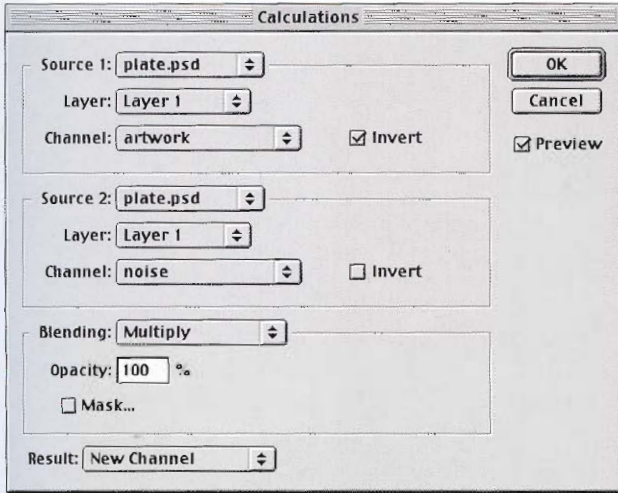 Calculations
Source 1: plate.psd
Layer: Layer 1
Channel: artwork
Invert
OK
Cancel
Preview
Source 2: plate.psd
Layer: Layer 1
Channel: noise
Invert
Blending: Multiply
Opacity: 100 %
Mask...
Result: New Channel